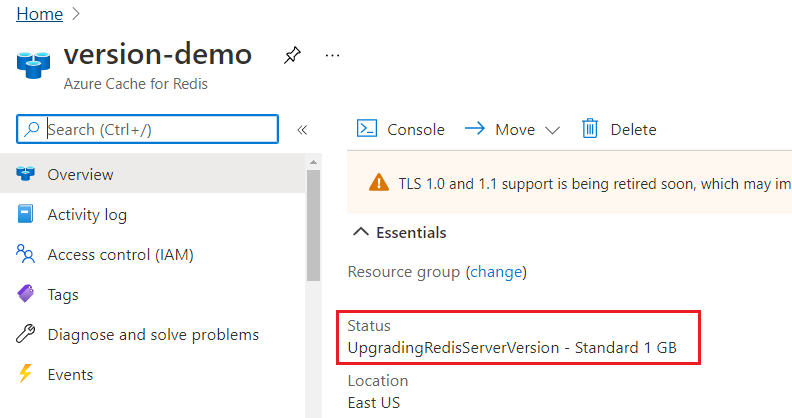 Home
version-demo
Azure Cache for Redis
Search (Ctrl+/)
Overview
Activity log
Access control (IAM)
Tags
Diagnose and solve problems
Events
Console
Move
Delete
TLS 1.0 and 1.1 support is being retired soon, which may im
Essentials
Resource group (change)
Status
UpgradingRedisServerVersion - Standard 1 GB
Location
East US